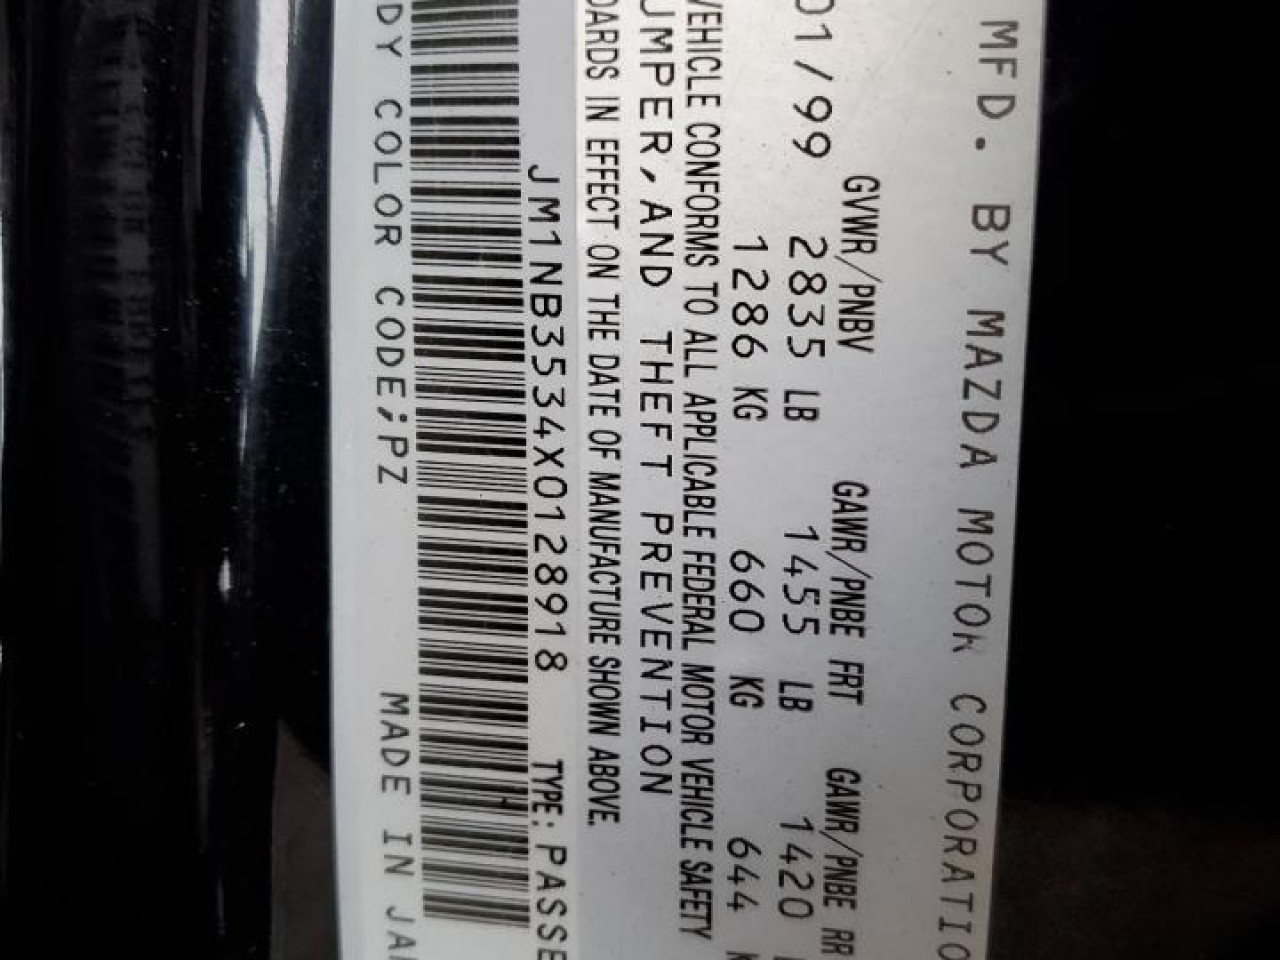 MFD. BY MAZDA MOTOR CORPORATIO
GVWR/PNBV GAWR/PNBE FRT GAWR/PNBE RR
01/99 2835 LB 1455 LB 1420
1286 KG 660 KG 644 K
VEHICLE CONFORMS TO ALL APPLICABLE FEDERAL MOTOR VEHICLE SAFETY
UMPER,AND THEFT PREVENTION
DARDS IN EFFECT ON THE DATE OF MANUFACTURE SHOWN ABOVE.
JM1NB3534X0128918 TYPE: PASSE
DY COLOR CODE;PZ MADE IN JA